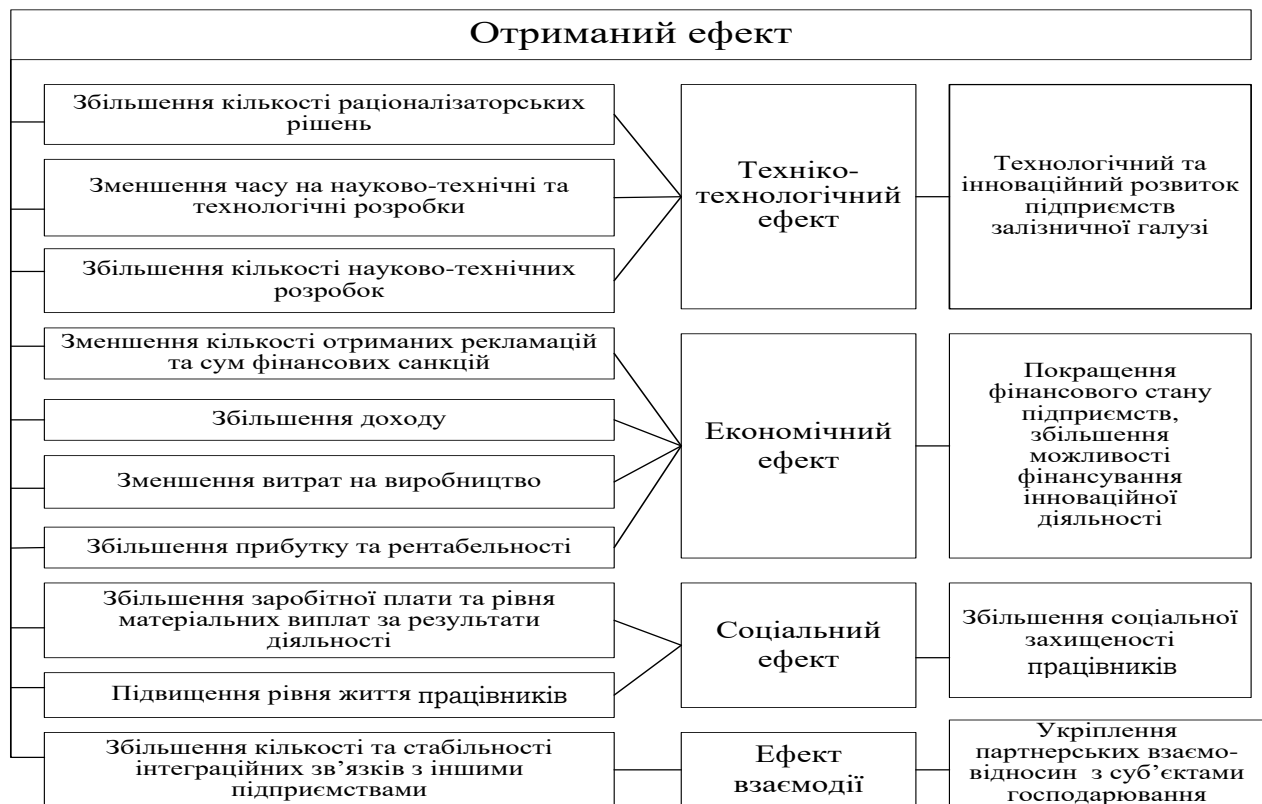 Отриманий ефект
Збільшення кількості раціоналізаторських
рішень
Зменшення часу на науково-технічні та
технологічні розробки
Збільшення кількості науково-технічних
розробок
Техніко-
технологічний
ефект
Технологічний та
інноваційний розвиток
підприємств
залізничної галузі
Зменшення кількості отриманих рекламацій
та сум фінансових санкцій
Збільшення доходу
Зменшення витрат на виробництво
Збільшення прибутку та рентабельності
Економічний
ефект
Покращення
фінансового стану
підприємств,
збільшення
можливості
фінансування
інноваційної
діяльності
Збільшення заробітної плати та рівня
матеріальних виплат за результати
діяльності
Підвищення рівня життя працівників
Соціальний
ефект
Збільшення соціальної
захищеності
працівників
Збільшення кількості та стабільності
інтеграційних зв’язків з іншими
підприємствами
Ефект
взаємодії
Укріплення
партнерських взаємо-
відносин з суб’єктами
господарювання